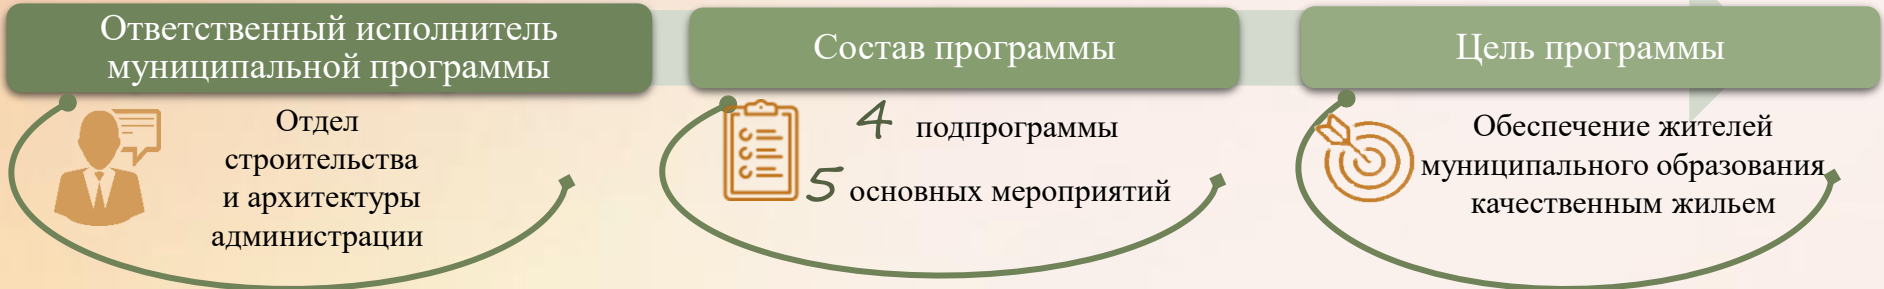 Ответственный исполнитель
муниципальной программы
Отдел
строительства
и архитектуры
администрации
Состав программы
4 подпрограммы
5 основных мероприятий
Цель программы
Обеспечение жителей
муниципального образования
качественным жильем